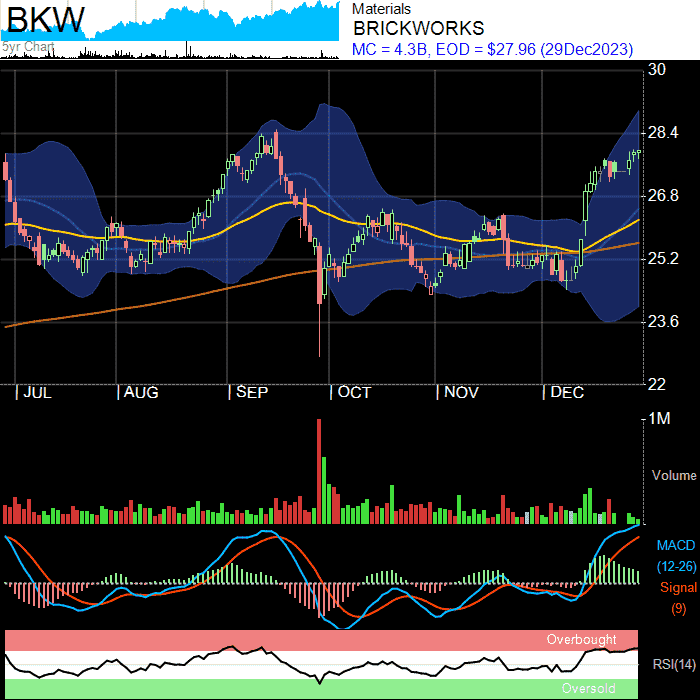 BKW
5yr Chart
Materials
BRICKWORKS
MC = 4.3B, EOD = $27.96 (29Dec2023)
30
28.4
26.8
25.2
23.6
22
JUL AUG SEP OCT NOV DEC
1M
Volume
MACD
(12-26)
Signal
(9)
Overbought
RSI(14)
Oversold